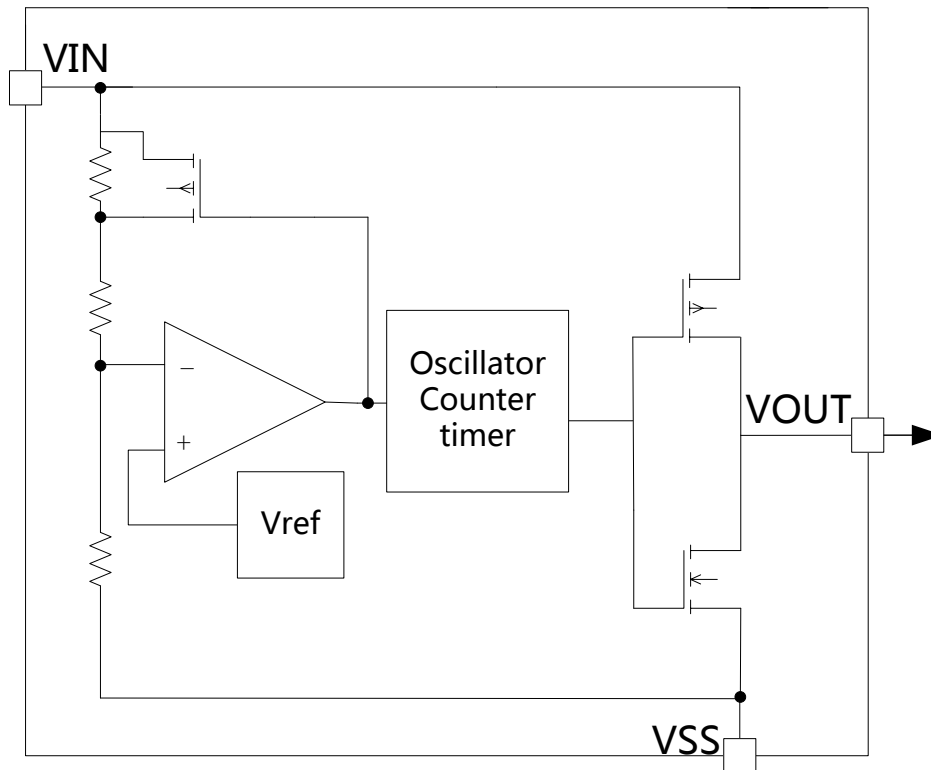 VIN
Oscillator
Counter
timer
VOUT
−
+
Vref
VSS